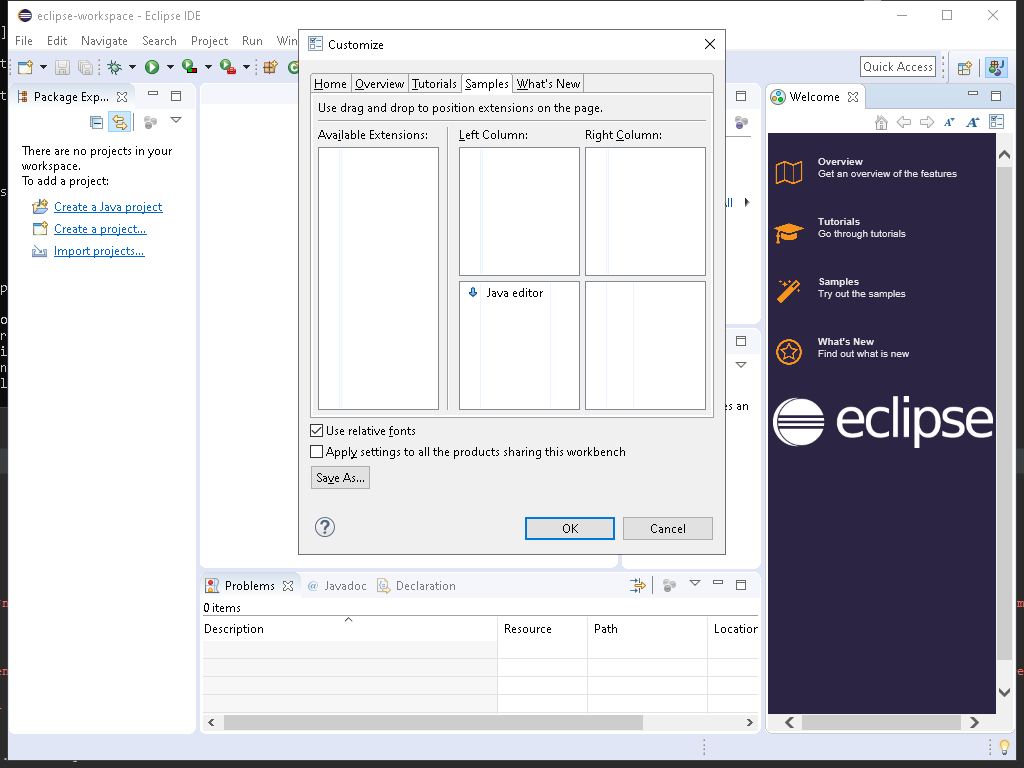 eclipse-workspace - Eclipse IDE
File Edit Navigate Search Project Run Win
Customize
Quick Access
Package Exp...
There are no projects in your
workspace.
To add a project:
Create a Java project
Create a project...
Import projects...
Home Overview Tutorials Samples What's New
Use drag and drop to position extensions on the page.
Available Extensions: Left Column: Right Column:
Java editor
Use relative fonts
Apply settings to all the products sharing this workbench
Save As...
OK Cancel
Welcome
Overview
Get an overview of the features
Tutorials
Go through tutorials
Samples
Try out the samples
What's New
Find out what is new
eclipse
es an
Problems @ Javadoc Declaration
0 items
Description Resource Path Location